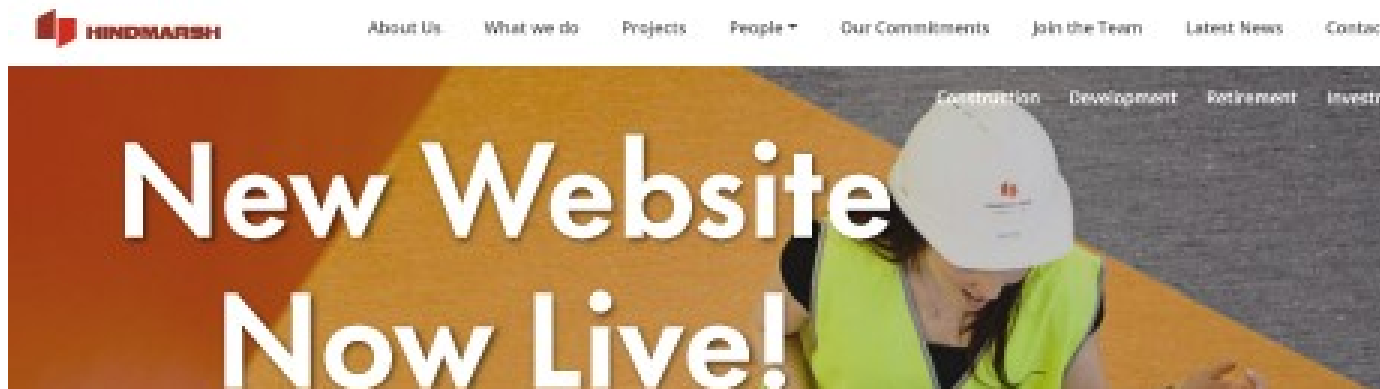 HINDMARSH
About Us What we do Projects People Our Commitments Join the Team Latest News
Construction Development Retirement
New Website
Now Live!